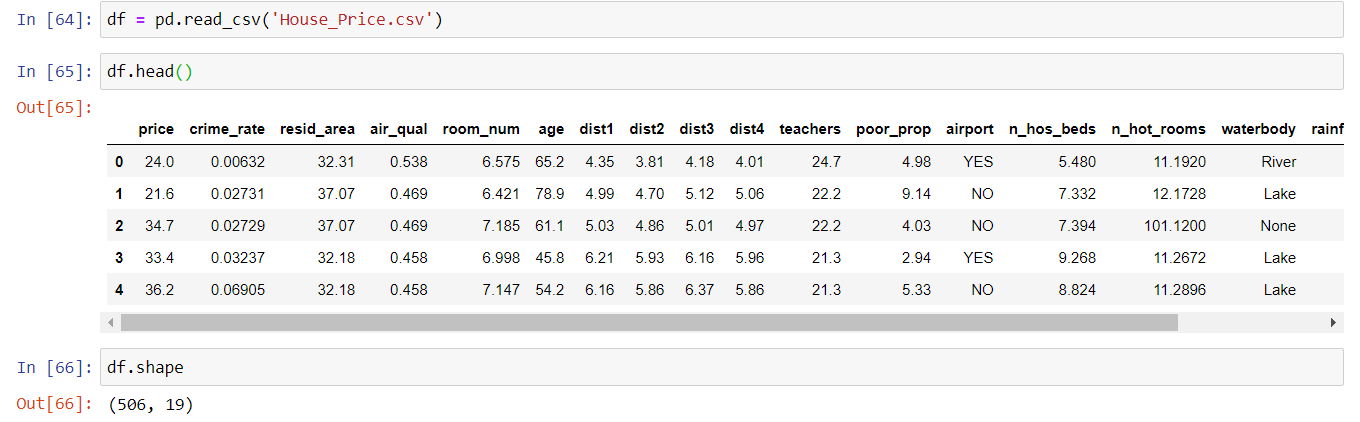 In [64]: df = pd.read_csv('House_Price.csv')
In [65]: df.head()
Out[65]:
price crime_rate resid_area air_qual room_num age dist1 dist2 dist3 dist4 teachers poor_prop airport n_hos_beds n_hot_rooms waterbody rainf
0 24.0 0.00632 32.31 0.538 6.575 65.2 4.35 3.81 4.18 4.01 24.7 4.98 YES 5.480 11.1920 River
1 21.6 0.02731 37.07 0.469 6.421 78.9 4.99 4.70 5.12 5.06 22.2 9.14 NO 7.332 12.1728 Lake
2 34.7 0.02729 37.07 0.469 7.185 61.1 5.03 4.86 5.01 4.97 22.2 4.03 NO 7.394 101.1200 None
3 33.4 0.03237 32.18 0.458 6.998 45.8 6.21 5.93 6.16 5.96 21.3 2.94 YES 9.268 11.2672 Lake
4 36.2 0.06905 32.18 0.458 7.147 54.2 6.16 5.86 6.37 5.86 21.3 5.33 NO 8.824 11.2896 Lake
In [66]: df.shape
Out[66]: (506, 19)